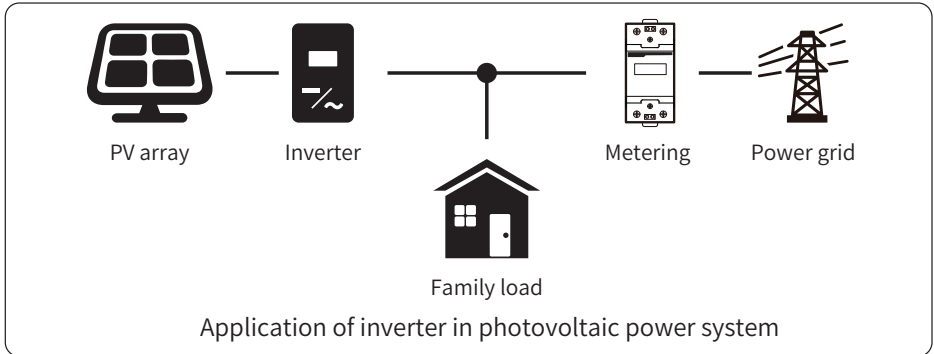 PV array
Inverter
Metering
Power grid
Family load
Application of inverter in photovoltaic power system